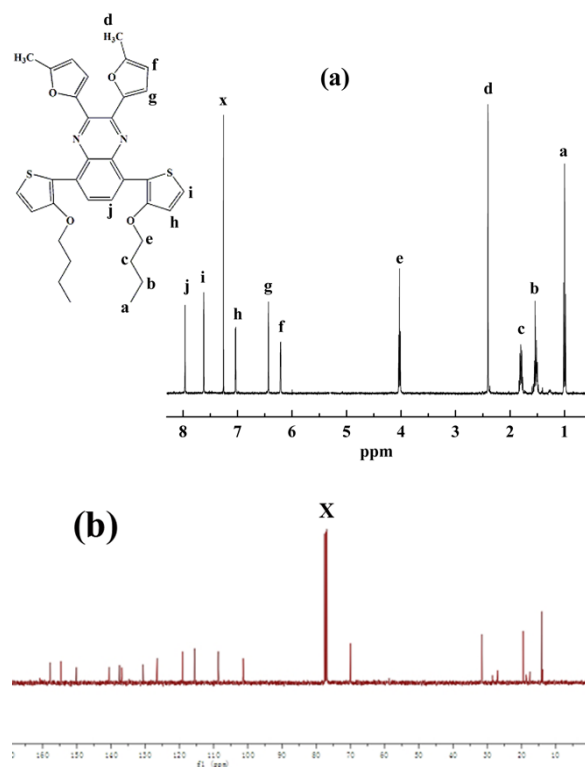 d
H₃C
H₃C
f
O
O
g
N
N
S
S
i
j
h
O
O
e
c
b
a
(a)
x
d
a
j
i
h
g
f
e
c
b
8 7 6 5 4 3 2 1
ppm
(b)
X
160 150 140 130 120 110 100 90 80 70 60 50 40 30 20 10
f1 (ppm)